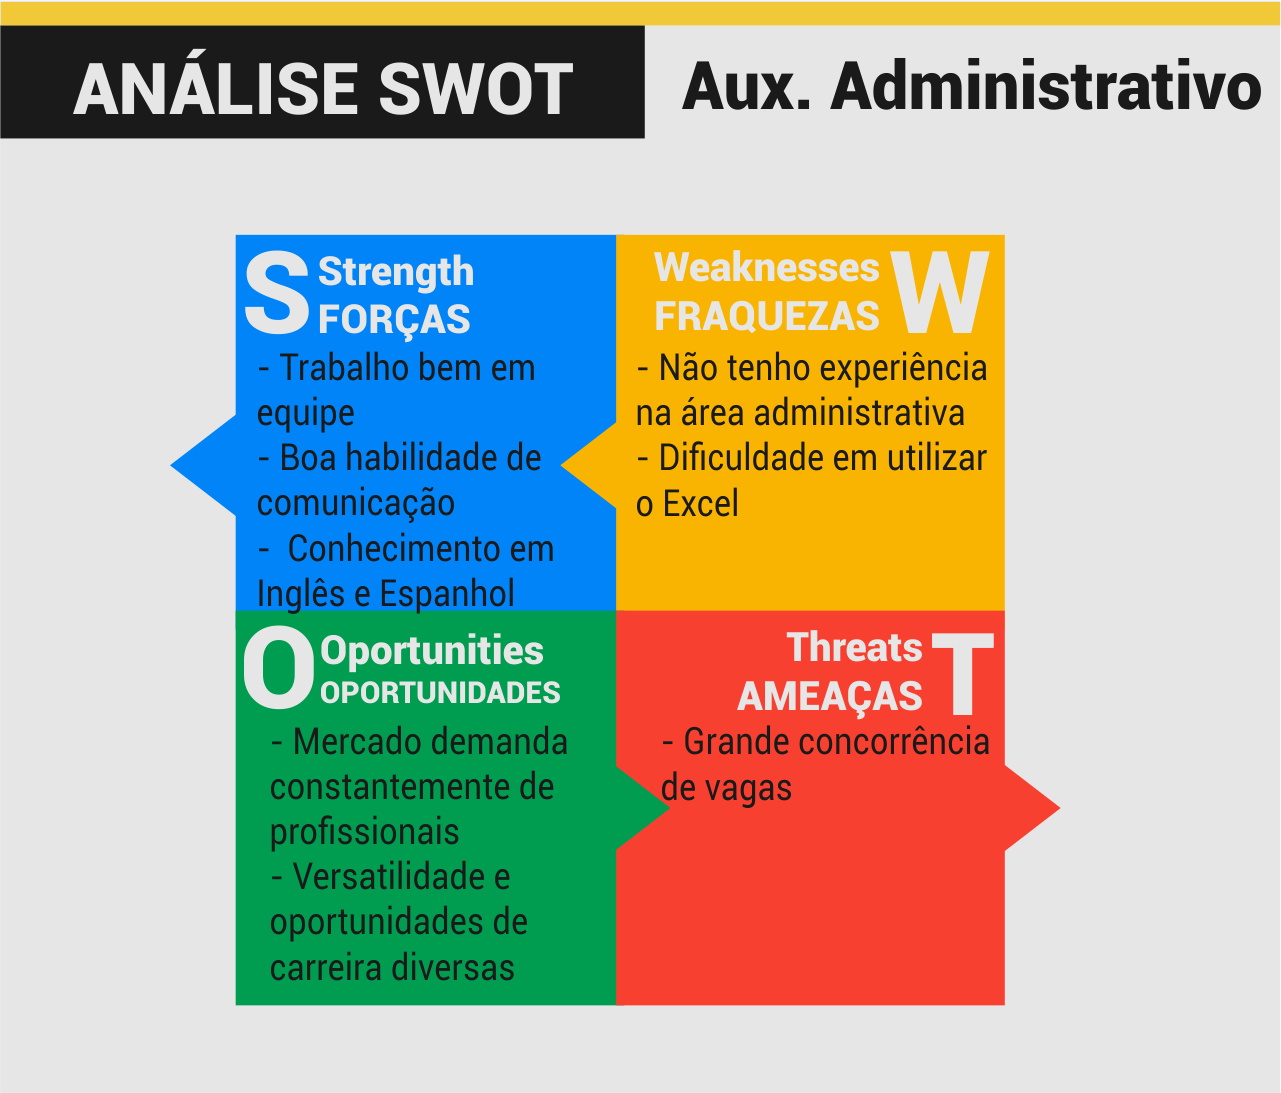 ANÁLISE SWOT
Aux. Administrativo
S
Strength
FORÇAS
- Trabalho bem em
equipe
- Boa habilidade de
comunicação
-  Conhecimento em
Inglês e Espanhol
Weaknesses
FRAQUEZAS
W
- Não tenho experiência
na área administrativa
- Dificuldade em utilizar
o Excel
O
Oportunities
OPORTUNIDADES
- Mercado demanda
constantemente de
profissionais
- Versatilidade e
oportunidades de
carreira diversas
Threats
AMEAÇAS
T
- Grande concorrência
de vagas